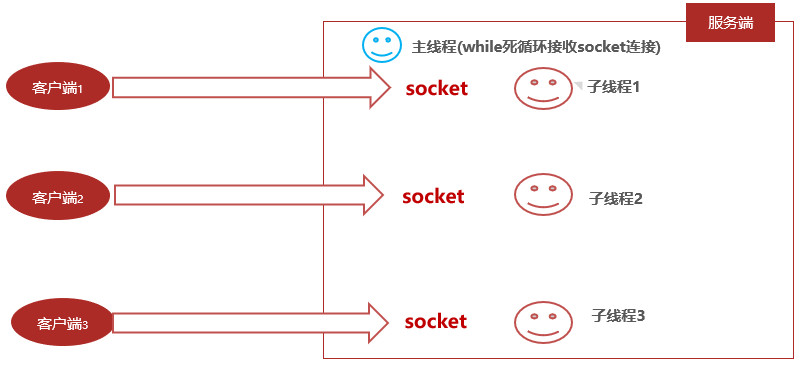 服务端
主线程(while死循环接收socket连接)
客户端1
socket
子线程1
客户端2
socket
子线程2
客户端3
socket
子线程3